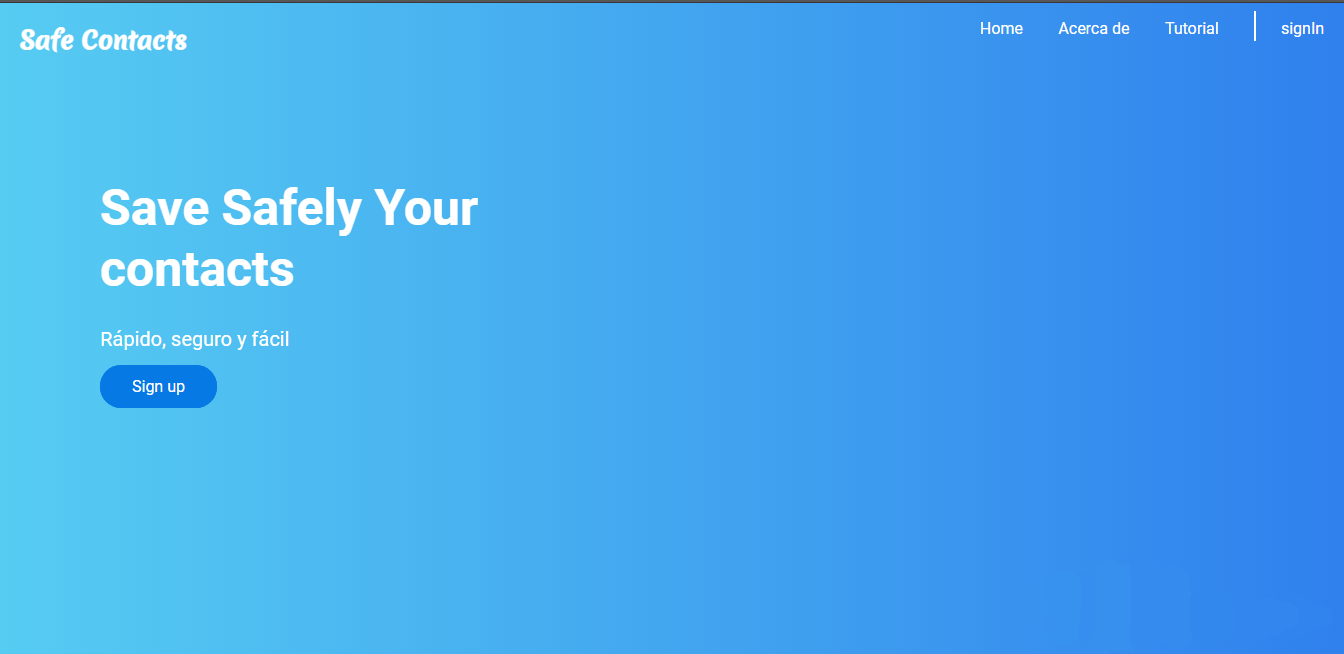 Safe Contacts
Home Acerca de Tutorial signIn
Save Safely Your
contacts
Rápido, seguro y fácil
Sign up